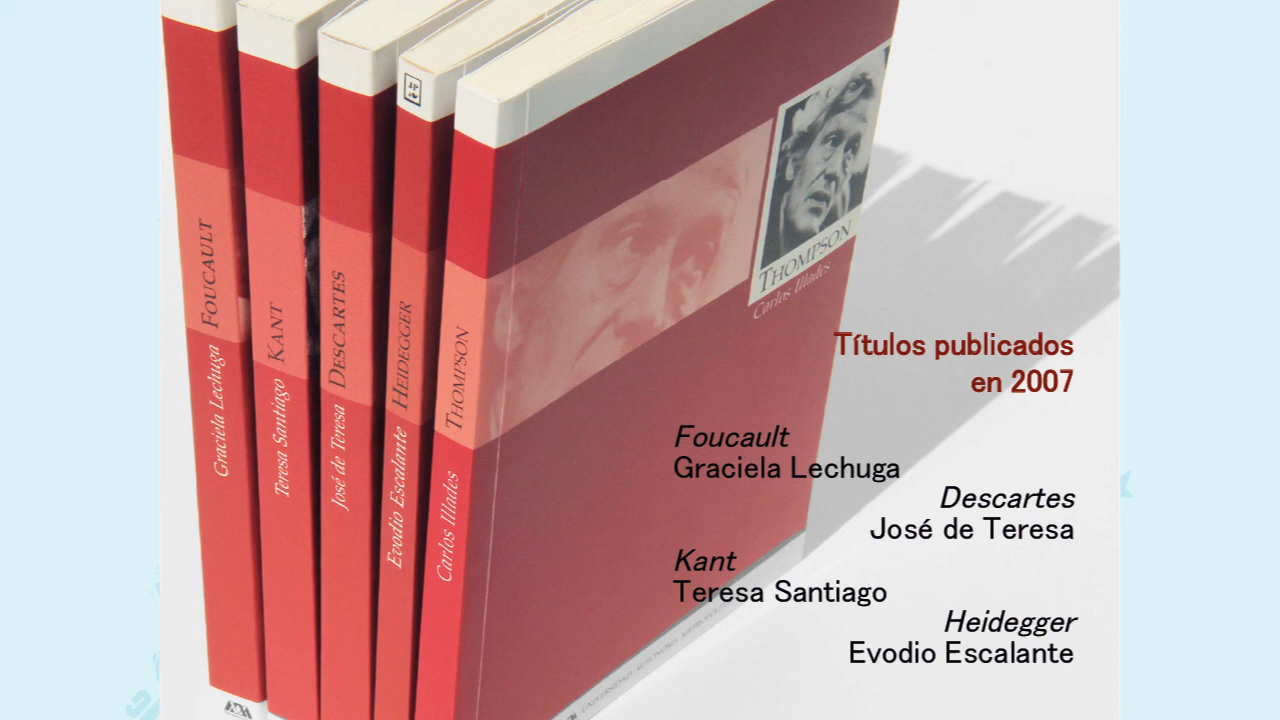 FOUCAULT
Graciela Lechuga
KANT
Teresa Santiago
DESCARTES
José de Teresa
HEIDEGGER
Evodio Escalante
THOMPSON
Carlos Illades
THOMPSON
Carlos Illades
Títulos publicados
en 2007
Foucault
Graciela Lechuga
Descartes
José de Teresa
Kant
Teresa Santiago
Heidegger
Evodio Escalante